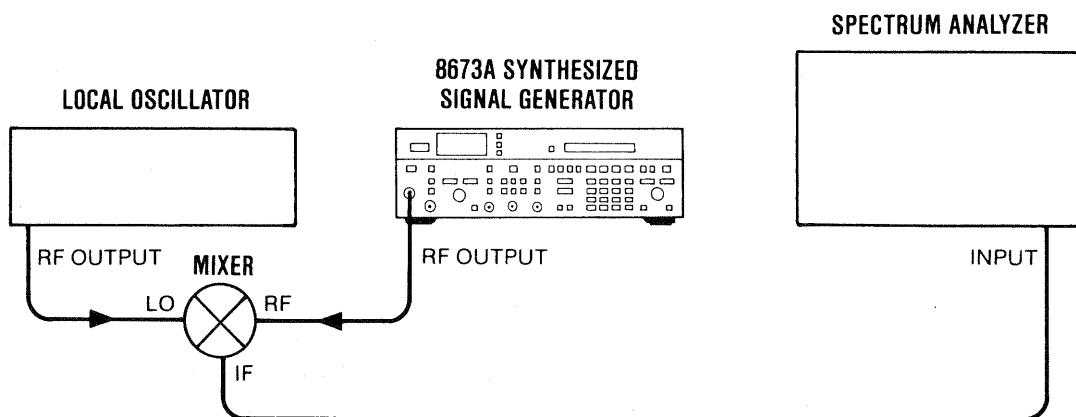 SPECTRUM ANALYZER
8673A SYNTHESIZED
SIGNAL GENERATOR
LOCAL OSCILLATOR
RF OUTPUT
MIXER
RF OUTPUT
INPUT
LO
RF
IF